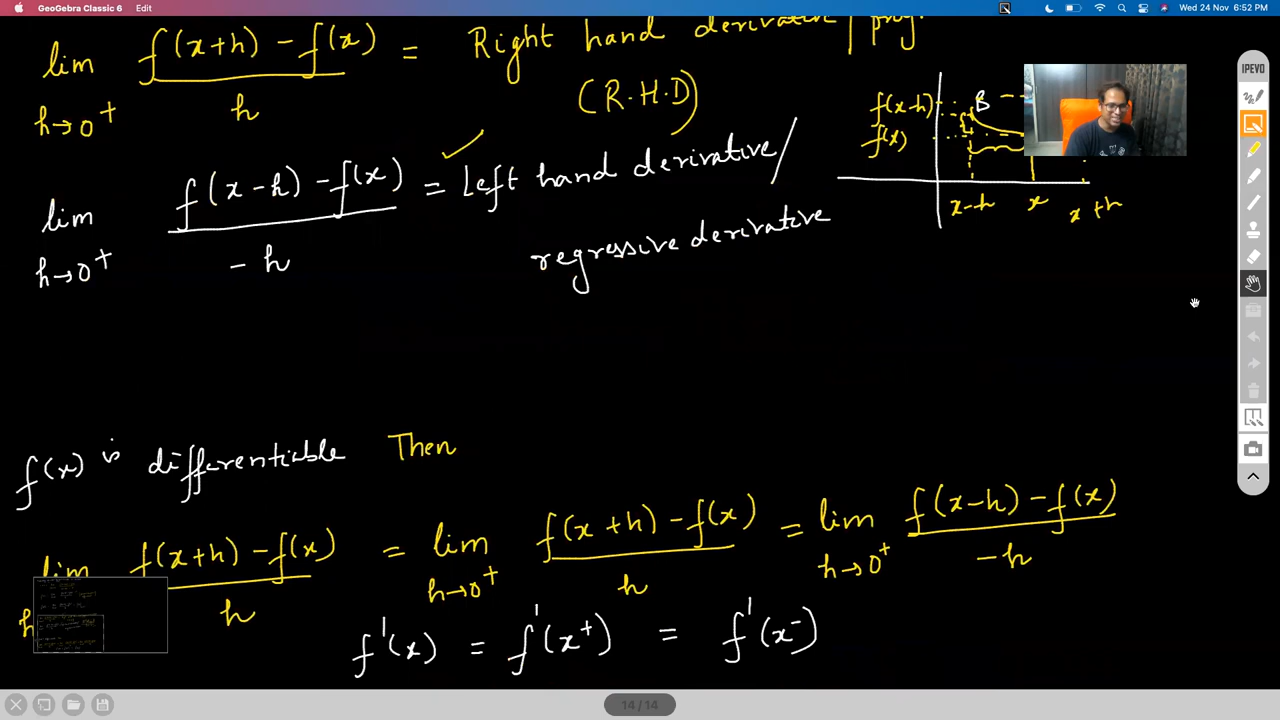 GeoGebra Classic 6 Edit Wed 24 Nov 6:52 PM
lim h→0⁺ f(x+h) - f(x) / h = Right hand derivative /
(R.H.D)
lim h→0⁺ f(x-h) - f(x) / -h = Left hand derivative /
regressive derivative
f(x-h) B
f(x)
x-h x x+h
IPEVO
f(x) is differentiable Then
lim f(x+h) - f(x) / h = lim h→0⁺ f(x+h) - f(x) / h = lim h→0⁺ f(x-h) - f(x) / -h
f'(x) = f'(x⁺) = f'(x⁻)
14 / 14